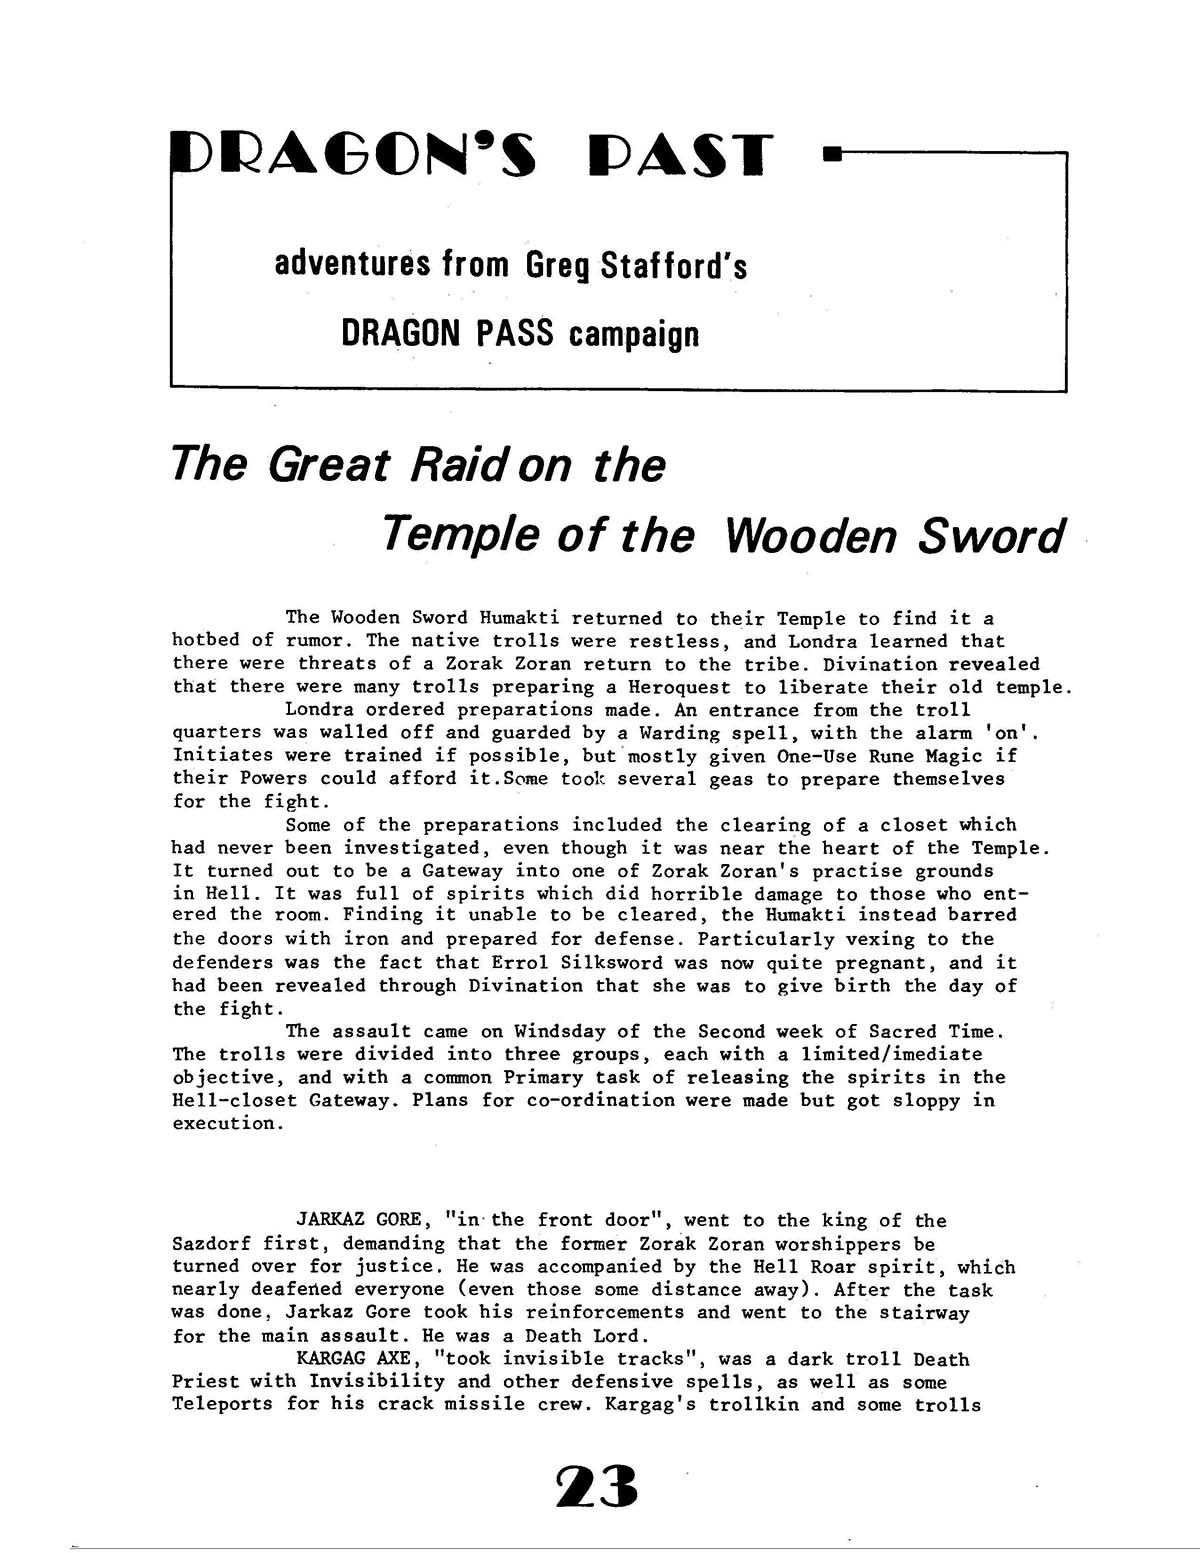 DRAGON'S PAST
adventures from Greg Stafford's
DRAGON PASS campaign
The Great Raid on the
Temple of the Wooden Sword
The Wooden Sword Humakti returned to their Temple to find it a
hotbed of rumor. The native trolls were restless, and Londra learned that
there were threats of a Zorak Zoran return to the tribe. Divination revealed
that there were many trolls preparing a Heroquest to liberate their old temple.
Londra ordered preparations made. An entrance from the troll
quarters was walled off and guarded by a Warding spell, with the alarm 'on'.
Initiates were trained if possible, but mostly given One-Use Rune Magic if
their Powers could afford it.Some took several geas to prepare themselves
for the fight.
Some of the preparations included the clearing of a closet which
had never been investigated, even though it was near the heart of the Temple.
It turned out to be a Gateway into one of Zorak Zoran's practise grounds
in Hell. It was full of spirits which did horrible damage to those who ent-
ered the room. Finding it unable to be cleared, the Humakti instead barred
the doors with iron and prepared for defense. Particularly vexing to the
defenders was the fact that Errol Silksword was now quite pregnant, and it
had been revealed through Divination that she was to give birth the day of
the fight.
The assault came on Windsday of the Second week of Sacred Time.
The trolls were divided into three groups, each with a limited/imediate
objective, and with a common Primary task of releasing the spirits in the
Hell-closet Gateway. Plans for co-ordination were made but got sloppy in
execution.
JARKAZ GORE, "in the front door", went to the king of the
Sazdorf first, demanding that the former Zorak Zoran worshippers be
turned over for justice. He was accompanied by the Hell Roar spirit, which
nearly deafened everyone (even those some distance away). After the task
was done, Jarkaz Gore took his reinforcements and went to the stairway
for the main assault. He was a Death Lord.
KARGAG AXE, "took invisible tracks", was a dark troll Death
Priest with Invisibility and other defensive spells, as well as some
Teleports for his crack missile crew. Kargag's trollkin and some trolls
23